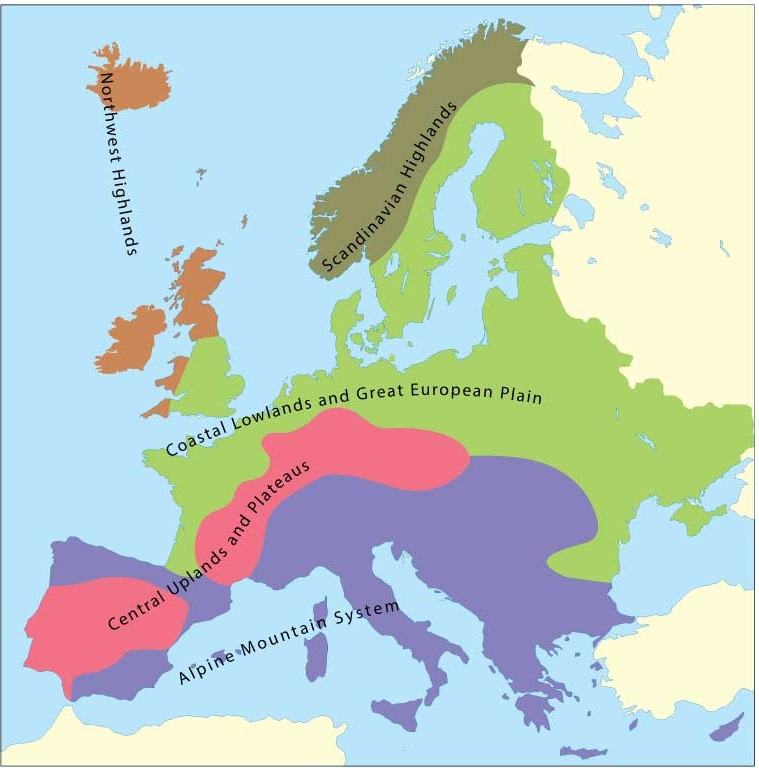 Northwest Highlands
Scandinavian Highlands
Coastal Lowlands and Great European Plain
Central Uplands and Plateaus
Alpine Mountain System